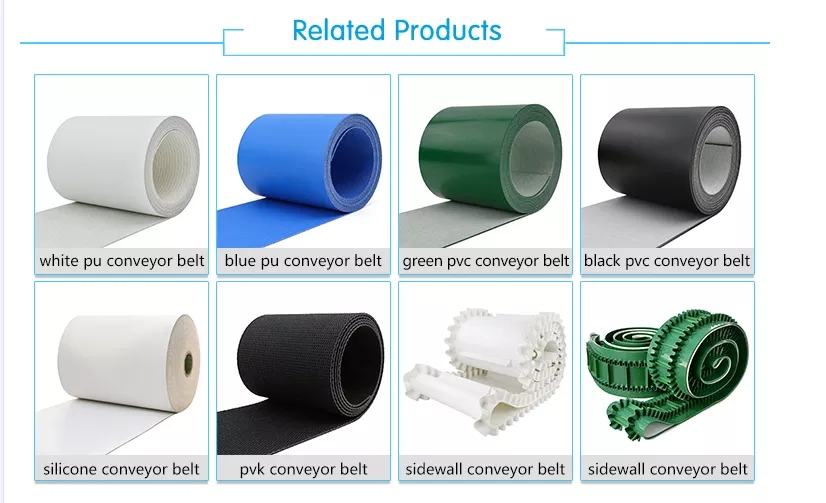 Related Products
white pu conveyor belt
blue pu conveyor belt
green pvc conveyor belt
black pvc conveyor belt
silicone conveyor belt
pvk conveyor belt
sidewall conveyor belt
sidewall conveyor belt